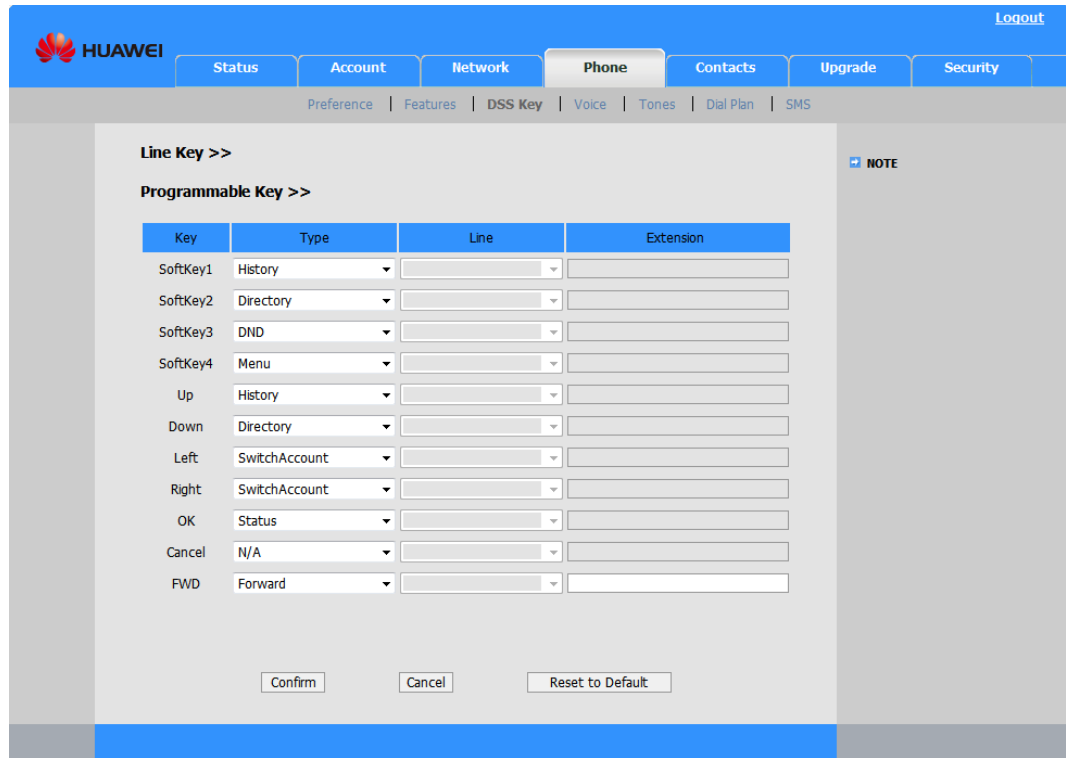 Logout
HUAWEI
Status Account Network Phone Contacts Upgrade Security
Preference | Features | DSS Key | Voice | Tones | Dial Plan | SMS
Line Key >>
NOTE
Programmable Key >>
Key Type Line Extension
SoftKey1 History
SoftKey2 Directory
SoftKey3 DND
SoftKey4 Menu
Up History
Down Directory
Left SwitchAccount
Right SwitchAccount
OK Status
Cancel N/A
FWD Forward
Confirm Cancel Reset to Default